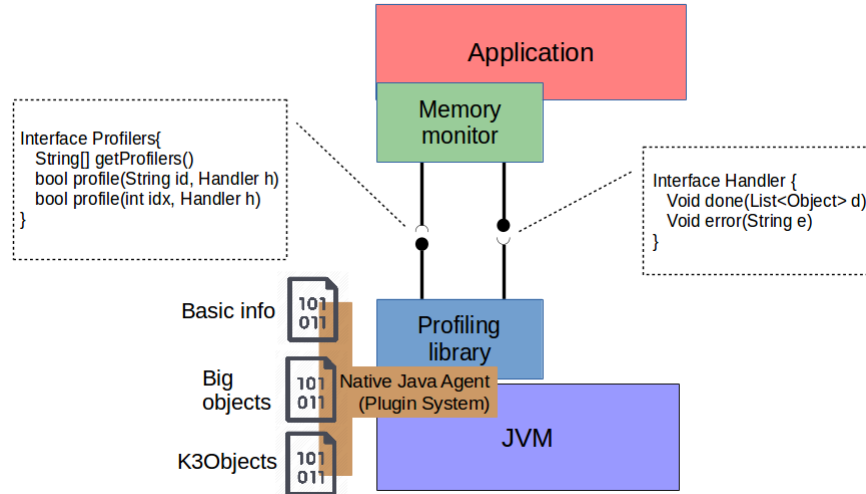 Application
Memory
monitor
Interface Profilers{
String[] getProfilers()
bool profile(String id, Handler h)
bool profile(int idx, Handler h)
}
Interface Handler {
Void done(List<Object> d)
Void error(String e)
}
Basic info
101
011
Profiling
library
Big
objects
101
011
Native Java Agent
(Plugin System)
JVM
K3Objects
101
011